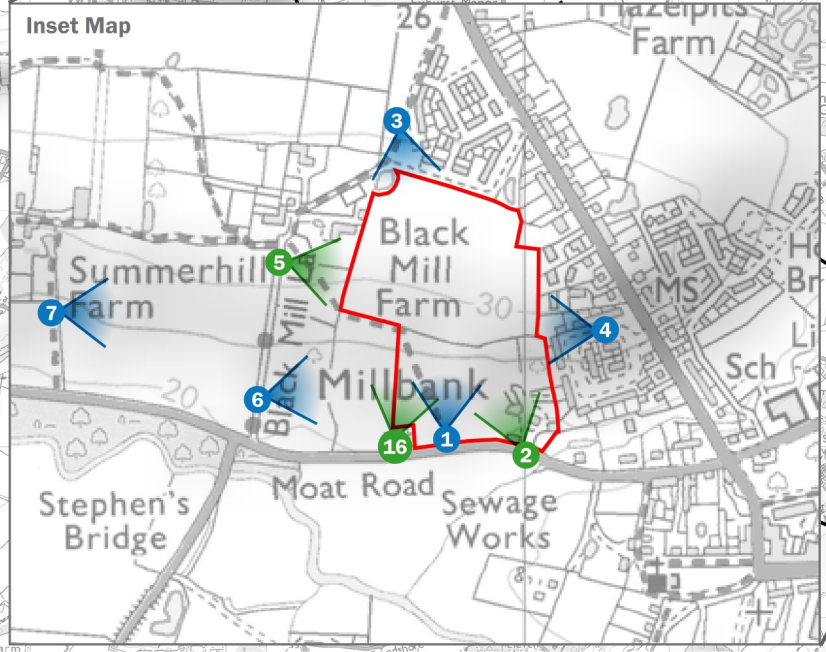 Inset Map
26
Hazelpits
Farm
3
Black
Mill
Farm
30
5
Summerhill
Farm
7
MS
4
Sch
Black Mill
6
20
Millbank
16
1
2
Moat Road
Stephen's
Bridge
Sewage
Works